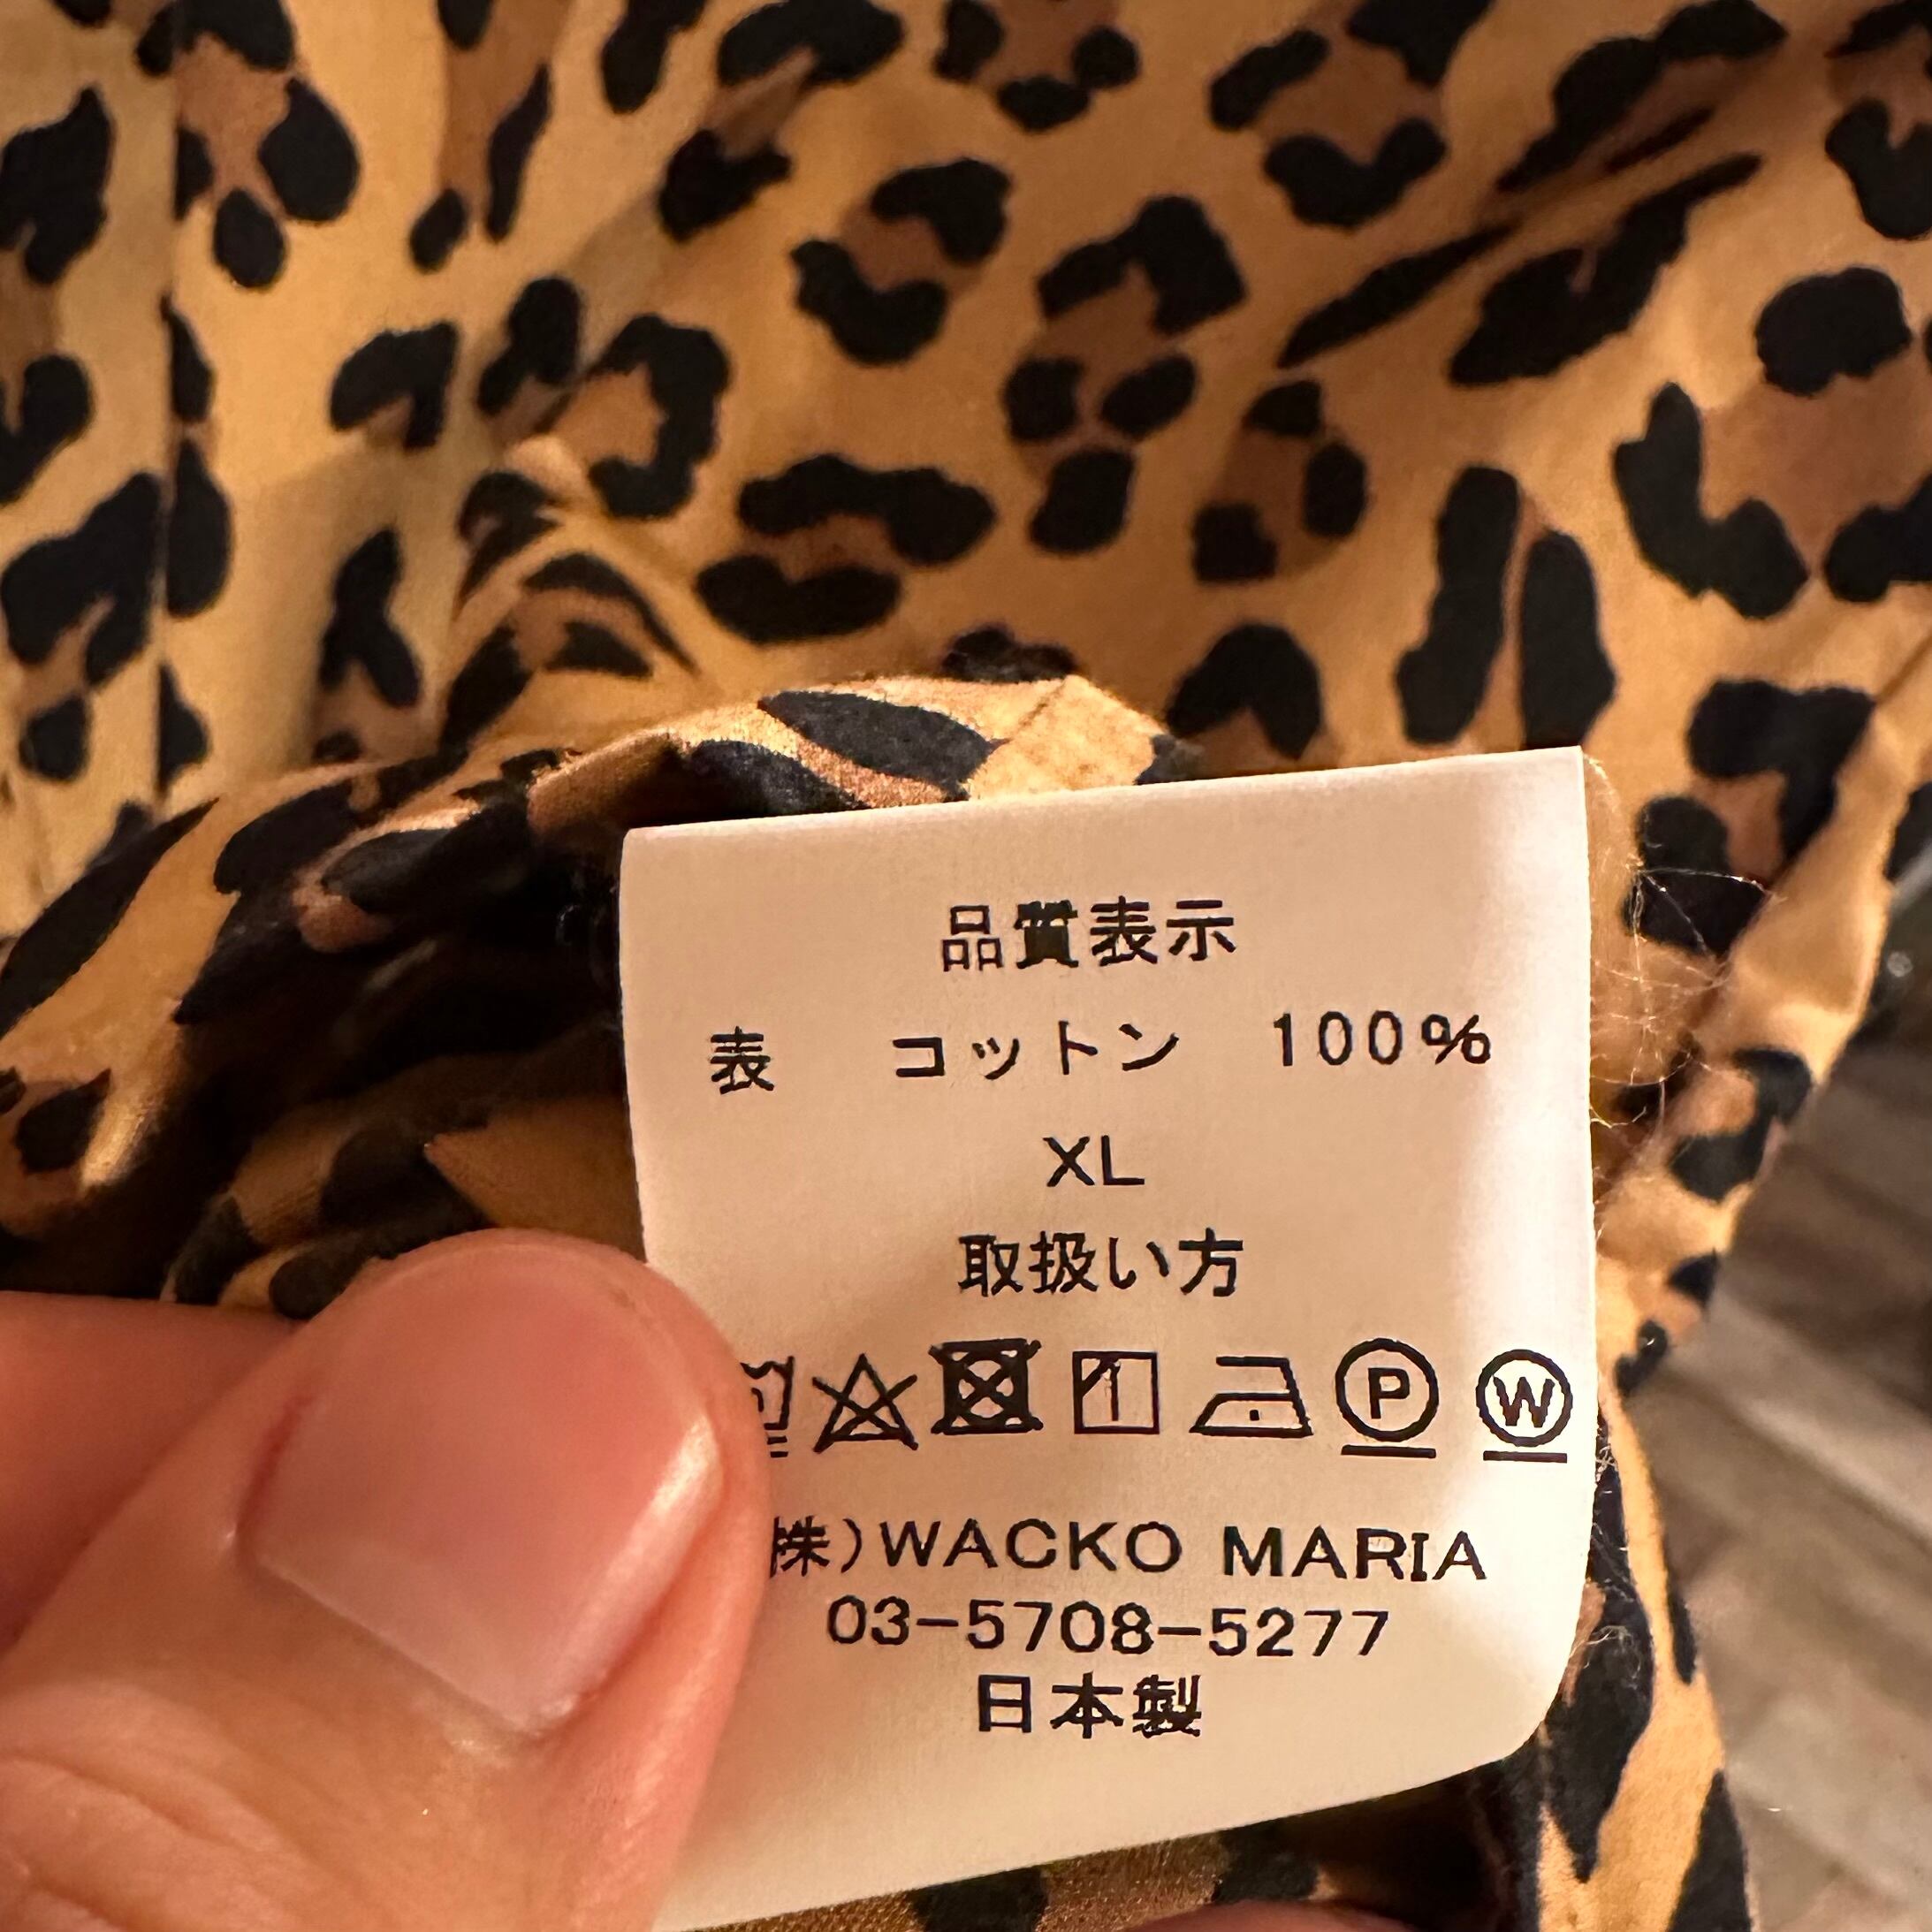 品質表示
表 コットン 100%
XL
取扱い方
P W
株)WACKO MARIA
03-5708-5277
日本製